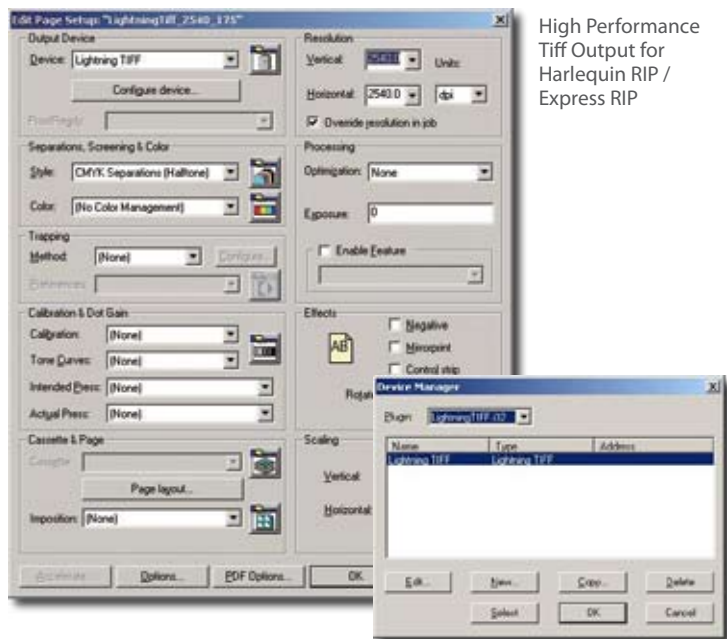 Edit Page Setup: "LightningTiff_2540_175"
Output Device
Device: Lightning TIFF
Configure device...
Separations, Screening & Color
Style: CMYK Separations (Halftone)
Color: (No Color Management)
Trapping
Method: (None) Configure...
Preferences:
Calibration & Dot Gain
Calibration: (None)
Tone Curves: (None)
Intended Press: (None)
Actual Press: (None)
Cassette & Page
Cassette:
Page layout...
Imposition: (None)
Options... PDF Options... OK
Resolution
Vertical: 2540.0 Units:
Horizontal: 2540.0 dpi
Override resolution in job
Processing
Optimization: None
Exposure: 0
Enable Feature
Effects
Negative
Mirrorprint
Control strip
Scaling
Vertical:
Horizontal:
Device Manager
Plugin:
Name Type Address
Lightning TIFF Lightning TIFF
Edit... New... Copy... Delete
Select OK Cancel
High Performance
Tiff Output for
Harlequin RIP /
Express RIP